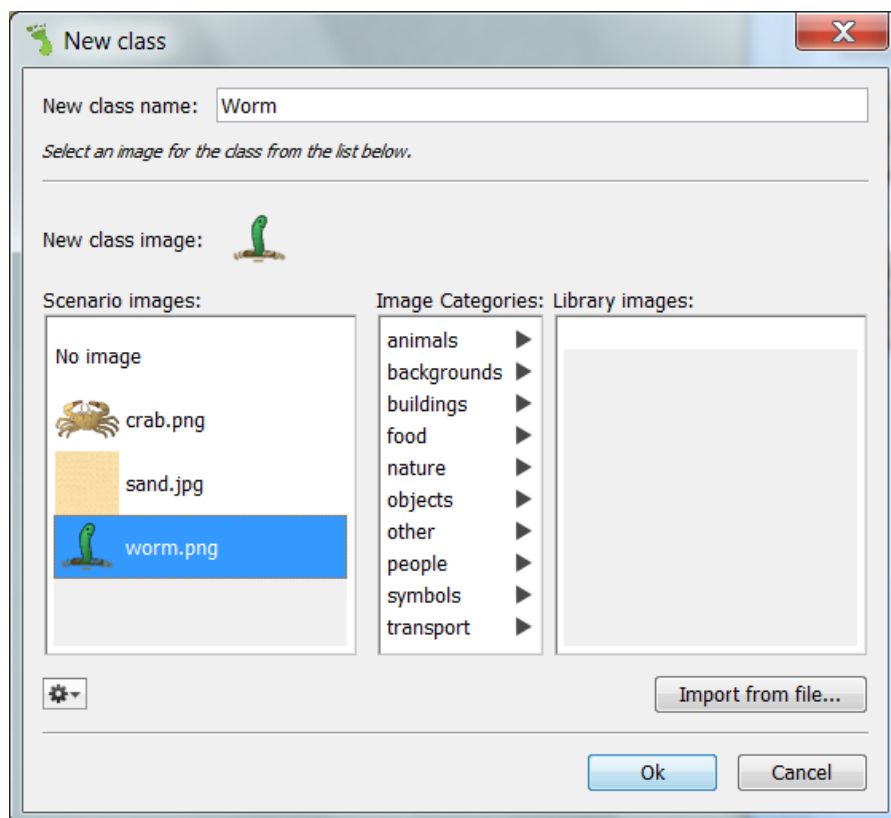 New class
New class name: Worm
Select an image for the class from the list below.
New class image:
Scenario images:
No image
crab.png
sand.jpg
worm.png
Image Categories:
animals
backgrounds
buildings
food
nature
objects
other
people
symbols
transport
Library images:
Import from file...
Ok
Cancel